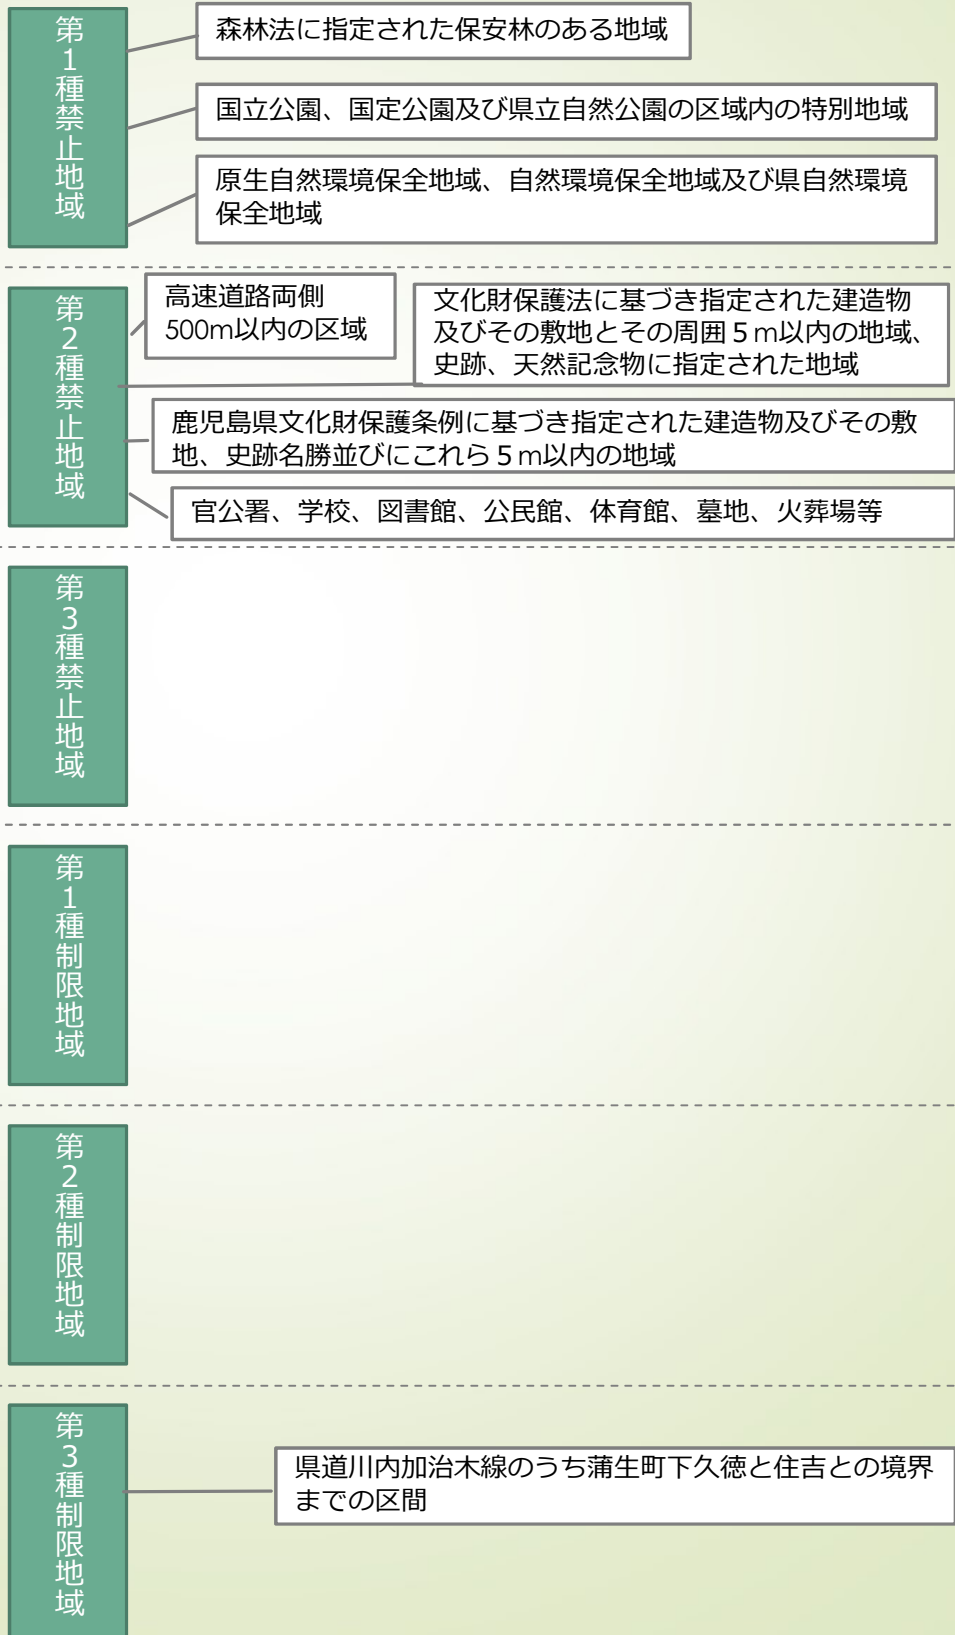 第1種禁止地域
森林法に指定された保安林のある地域
国立公園、国定公園及び県立自然公園の区域内の特別地域
原生自然環境保全地域、自然環境保全地域及び県自然環境
保全地域
第2種禁止地域
高速道路両側
500m以内の区域
文化財保護法に基づき指定された建造物
及びその敷地とその周囲5m以内の地域、
史跡、天然記念物に指定された地域
鹿児島県文化財保護条例に基づき指定された建造物及びその敷
地、史跡名勝並びにこれら5m以内の地域
官公署、学校、図書館、公民館、体育館、墓地、火葬場等
第3種禁止地域
第1種制限地域
第2種制限地域
第3種制限地域
県道川内加治木線のうち蒲生町下久徳と住吉との境界
までの区間